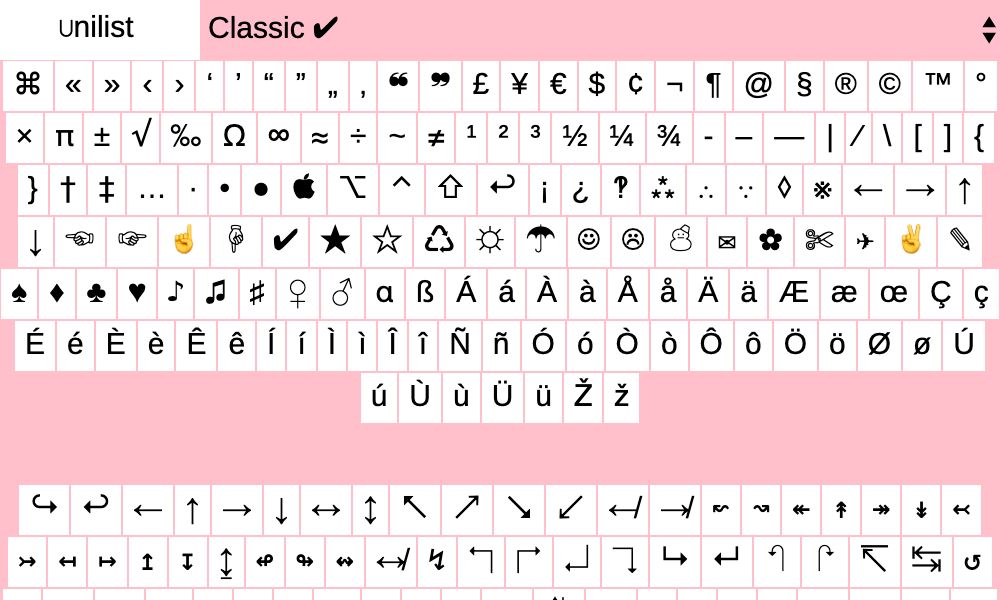 Unilist
Classic ✔
⌘ « » ‹ › ‘ ’ “ ” „ ‚ ❝ ❞ £ ¥ € $ ¢ ¬ ¶ @ § ® © ™ °
× π ± √ ‰ Ω ∞ ≈ ÷ ~ ≠ ¹ ² ³ ½ ¼ ¾ ‐ – — | ⁄ \ [ ] {
} † ‡ … · • ● ⌥ ⌃ ⇧ ↩ ¡ ¿ ‽ ⁂ ∴ ∵ ◊ ※ ← → ↑
↓ ☜ ☞ ☝ ☟ ✔ ★ ☆ ♺ ☼ ☂ ☺ ☹ ☃ ✉ ✿ ✄ ✈ ✌ ✎
♠ ♦ ♣ ♥ ♪ ♫ ♯ ♀ ♂ α ß Á á À à Å å Ä ä Æ æ œ Ç ç
É é È è Ê ê Í í Ì ì Î î Ñ ñ Ó ó Ò ò Ô ô Ö ö Ø ø Ú
ú Ù ù Ü ü Ž ž
↪ ↩ ← ↑ → ↓ ↔ ↕ ↖ ↗ ↘ ↙ ↚ ↛ ↜ ↝ ↞ ↟ ↠ ↡ ↢
↣ ↤ ↦ ↥ ↧ ↨ ↫ ↬ ↭ ↮ ↯ ↰ ↱ ↲ ↴ ↳ ↵ ↶ ↷ ↸ ↹ ↺